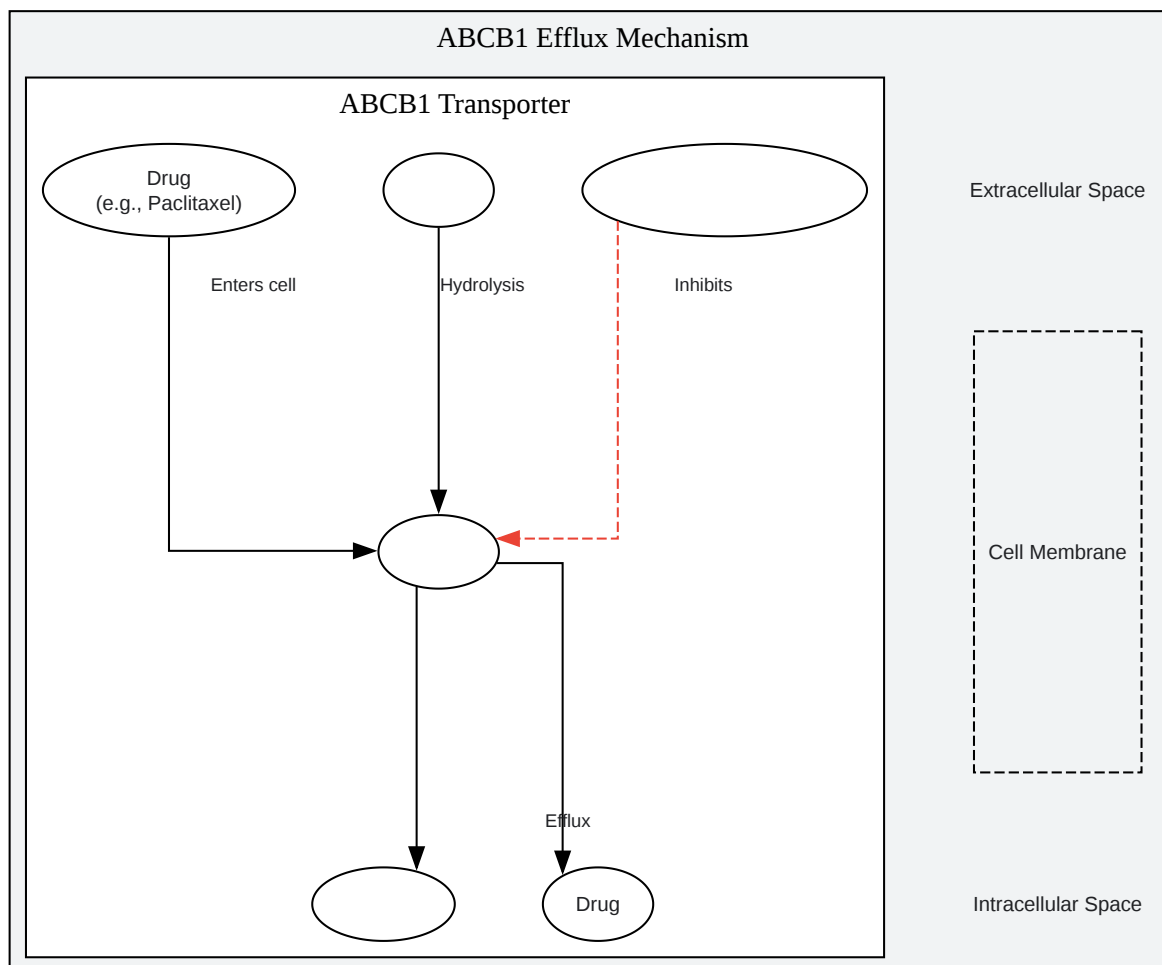 ABCB1 Efflux Mechanism
ABCB1 Transporter
Drug
(e.g., Paclitaxel)
Extracellular Space
Enters cell
Hydrolysis
Inhibits
Cell Membrane
Efflux
Drug
Intracellular Space